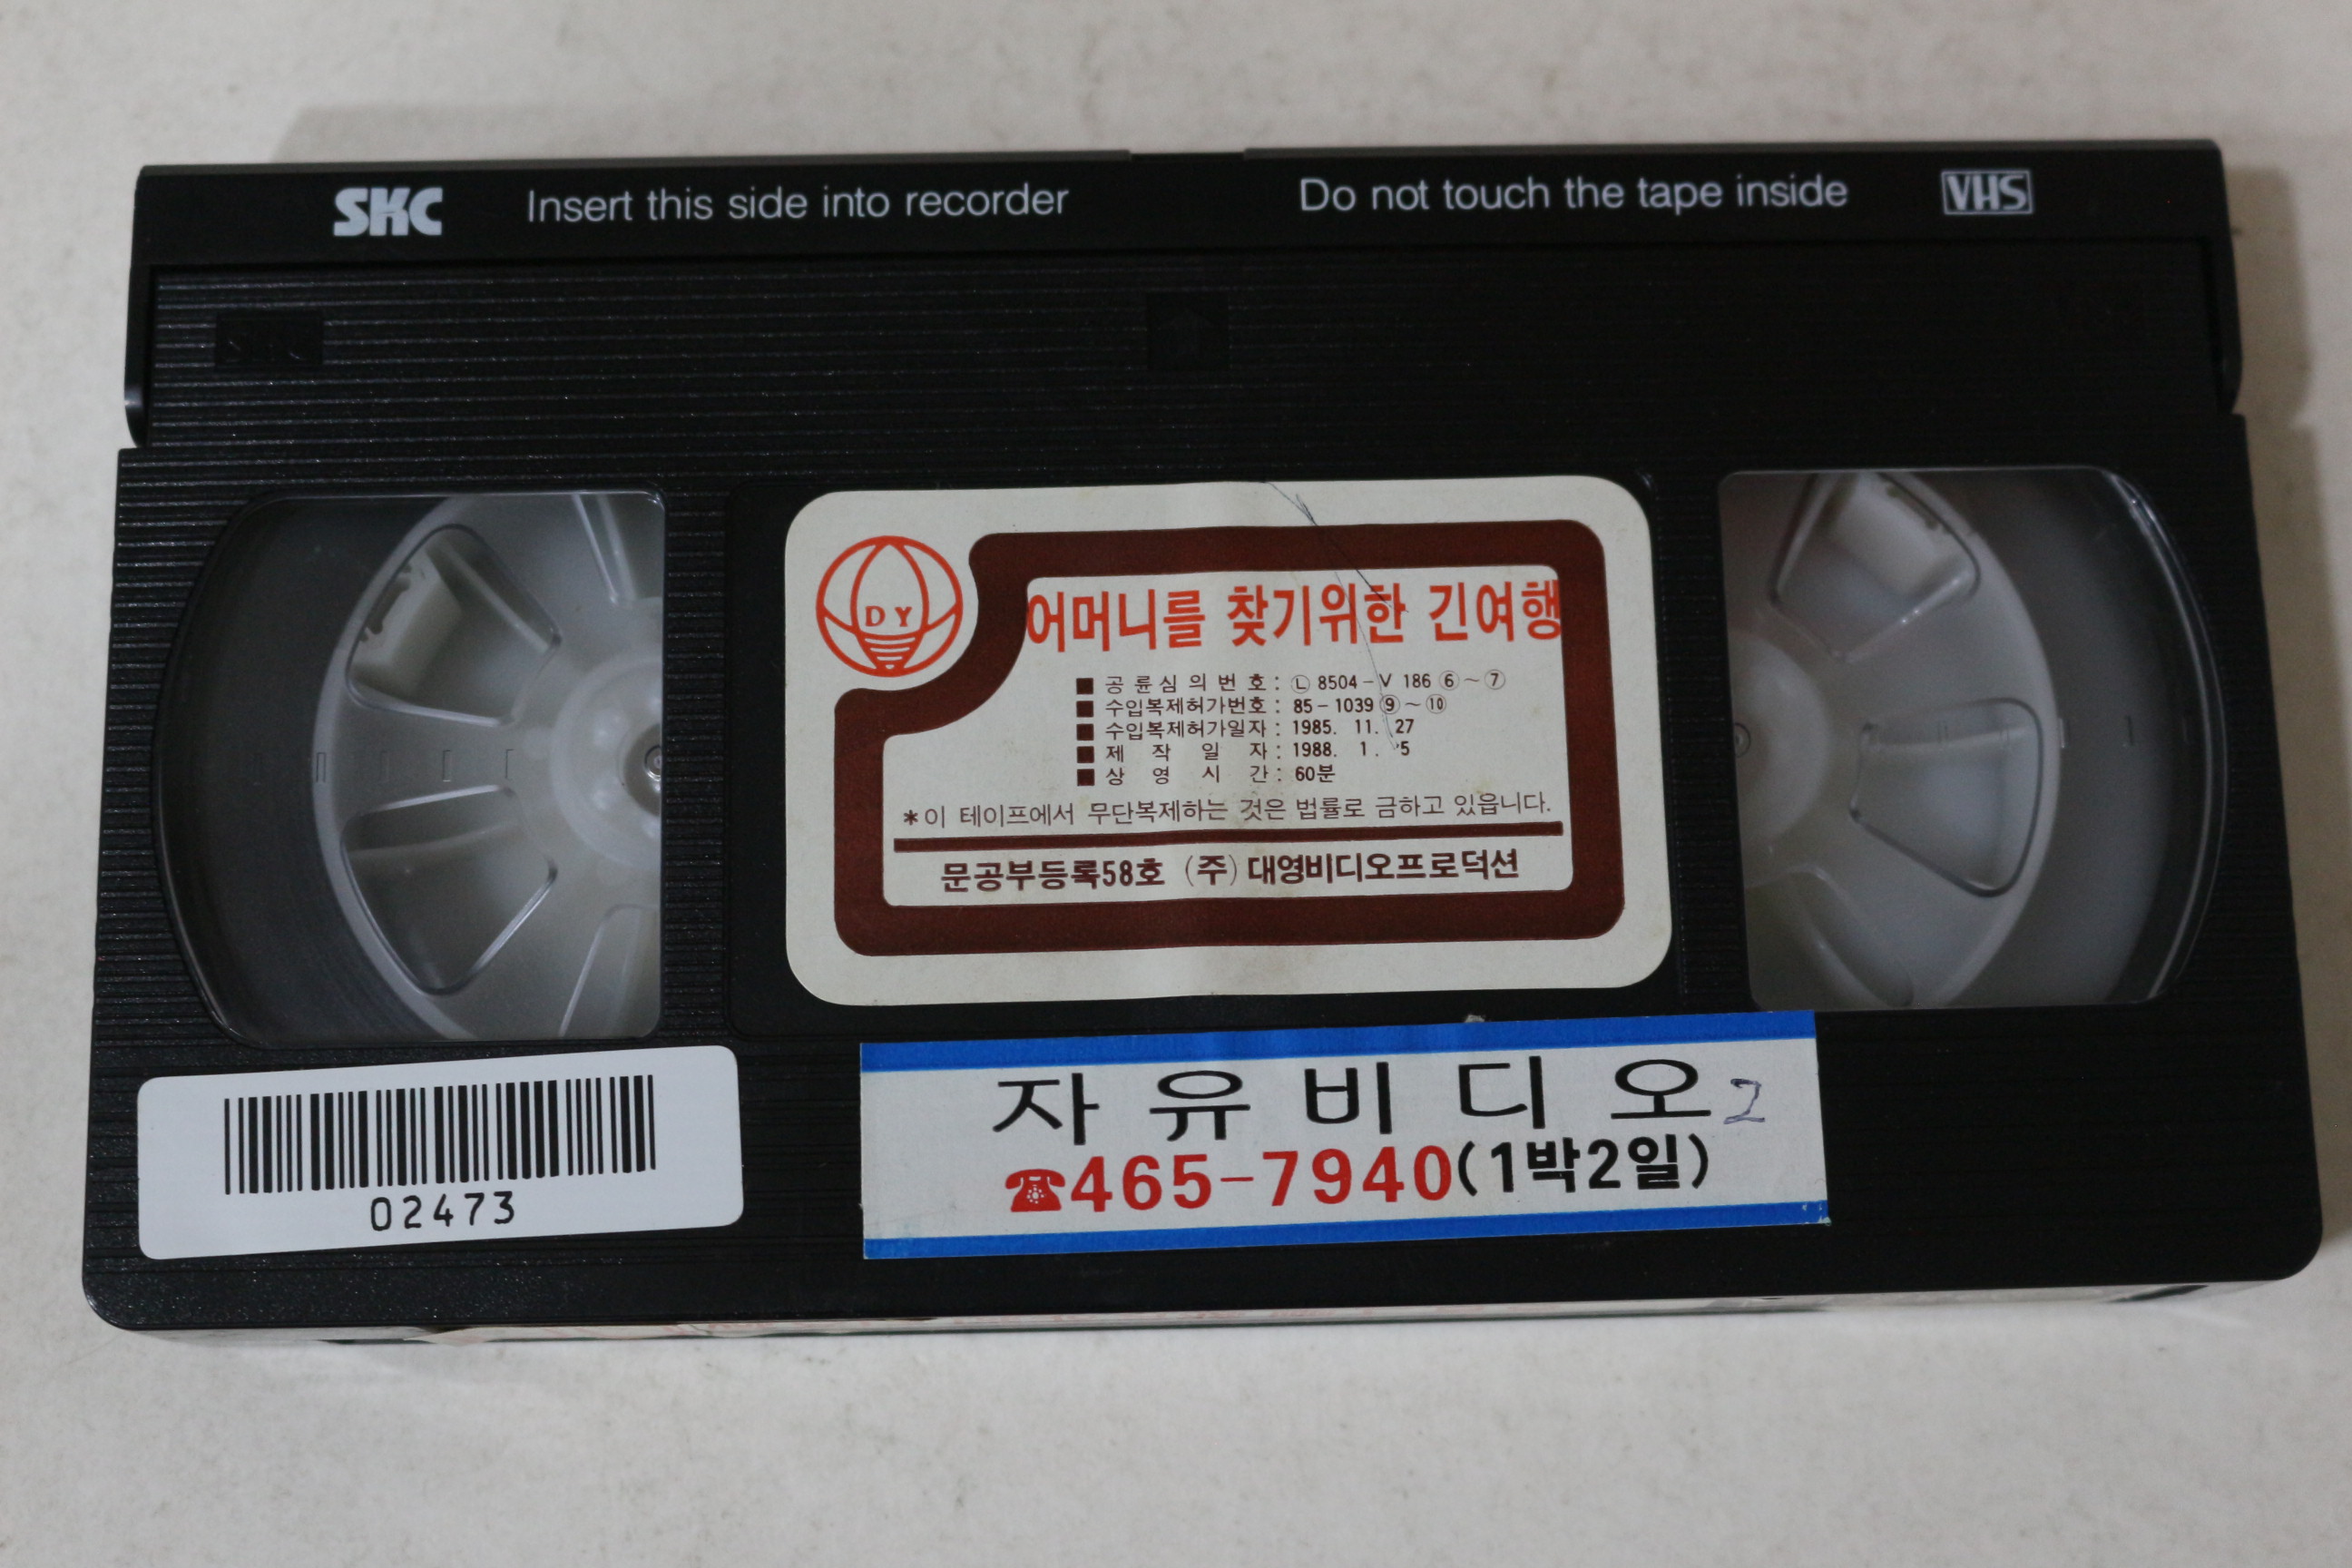 SKC Insert this side into recorder Do not touch the tape inside VHS
SKC
DY
어머니를 찾기위한 긴여행
■ 공륜심의번호: Ⓛ 8504-V 186 ⑥~⑦
■ 수입복제허가번호: 85-1039 ⑨~⑩
■ 수입복제허가일자: 1985. 11. 27
■ 제작일자: 1988. 1. 5
■ 상영시간: 60분
*이 테이프에서 무단복제하는 것은 법률로 금하고 있읍니다.
문공부등록58호 (주)대영비디오프로덕션
자유비디오 2
☎465-7940(1박2일)
02473